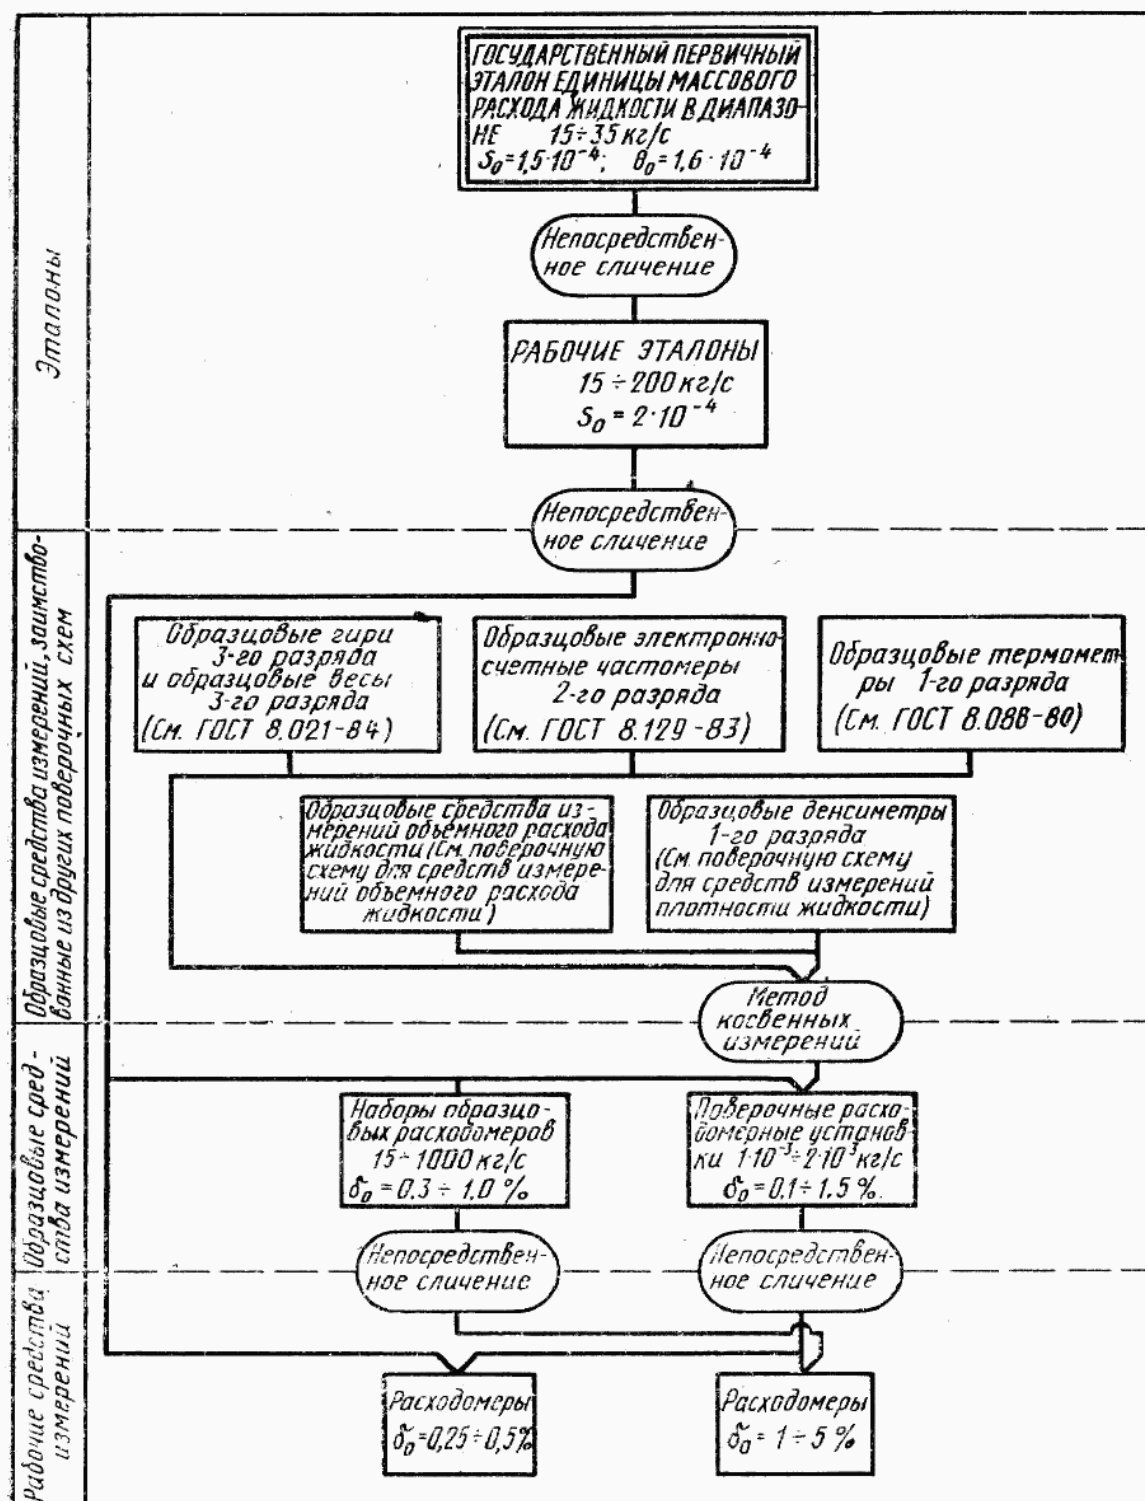 ГОСУДАРСТВЕННЫЙ ПЕРВИЧНЫЙ
ЭТАЛОН ЕДИНИЦЫ МАССОВОГО
РАСХОДА ЖИДКОСТИ В ДИАПАЗО-
НЕ 15÷35 кг/с
S₀=1,5·10⁻⁴; θ₀=1,6·10⁻⁴
Непосредствен-
ное сличение
РАБОЧИЕ ЭТАЛОНЫ
15÷200 кг/с
S₀=2·10⁻⁴
Эталоны
Непосредствен-
ное сличение
Образцовые средства измерений, заимство-
ванные из других поверочных схем
Образцовые гири
3-го разряда
и образцовые весы
3-го разряда
(См. ГОСТ 8.021-84)
Образцовые электронно-
счетные частомеры
2-го разряда
(См. ГОСТ 8.129-83)
Образцовые термомет-
ры 1-го разряда
(См. ГОСТ 8.088-80)
Образцовые средства из-
мерений объемного расхода
жидкости (См. поверочную
схему для средств измере-
ний объемного расхода
жидкости)
Образцовые денсиметры
1-го разряда
(См. поверочную схему
для средств измерений
плотности жидкости)
Метод
косвенных
измерений
Образцовые сред-
ства измерений
Наборы образцо-
вых расходомеров
15÷1000 кг/с
δ₀=0.3÷1.0%
Поверочные расхо-
домерные установ-
ки 1·10⁻³÷2·10³ кг/с
δ₀=0.1÷1.5%.
Непосредствен-
ное сличение
Непосредствен-
ное сличение
Рабочие средства
измерений
Расходомеры
δ₀=0,25÷0,5%
Расходомеры
δ₀=1÷5%